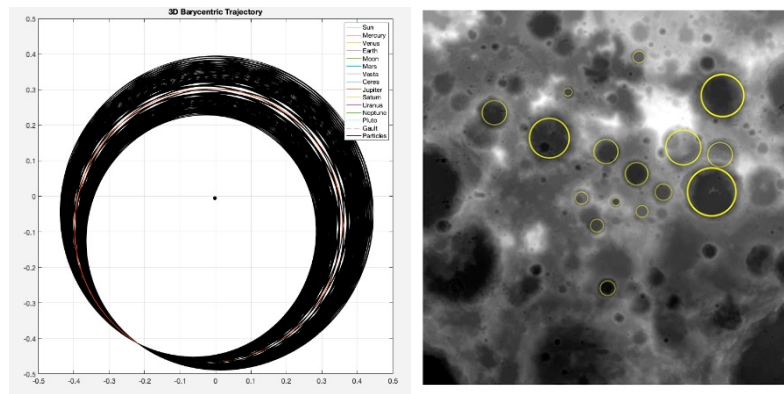 3D Barycentric Trajectory
0.5
0.4
0.3
0.2
0.1
0
-0.1
-0.2
-0.3
-0.4
-0.5
-0.5 -0.4 -0.3 -0.2 -0.1 0 0.1 0.2 0.3 0.4 0.5
Sun
Mercury
Venus
Earth
Moon
Mars
Vesta
Ceres
Jupiter
Saturn
Uranus
Neptune
Pluto
Gault
Particles